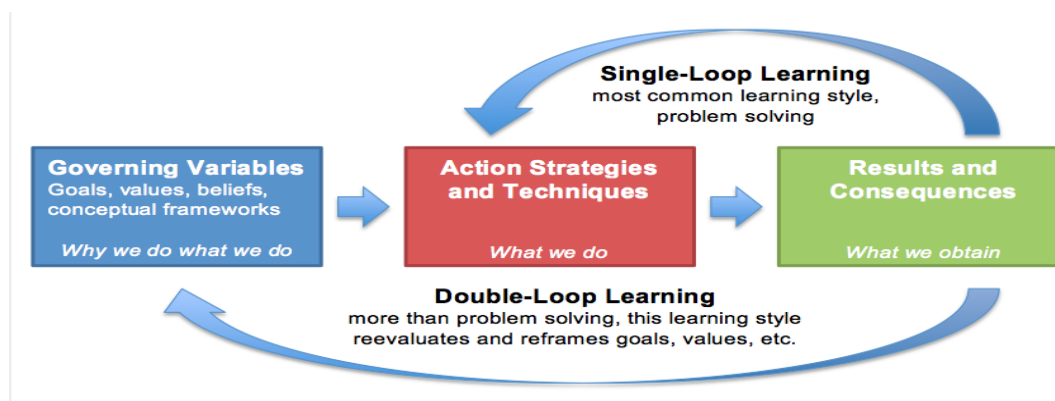 Single-Loop Learning
most common learning style,
problem solving
Governing Variables
Goals, values, beliefs,
conceptual frameworks
Why we do what we do
Action Strategies
and Techniques
What we do
Results and
Consequences
What we obtain
Double-Loop Learning
more than problem solving, this learning style
reevaluates and reframes goals, values, etc.